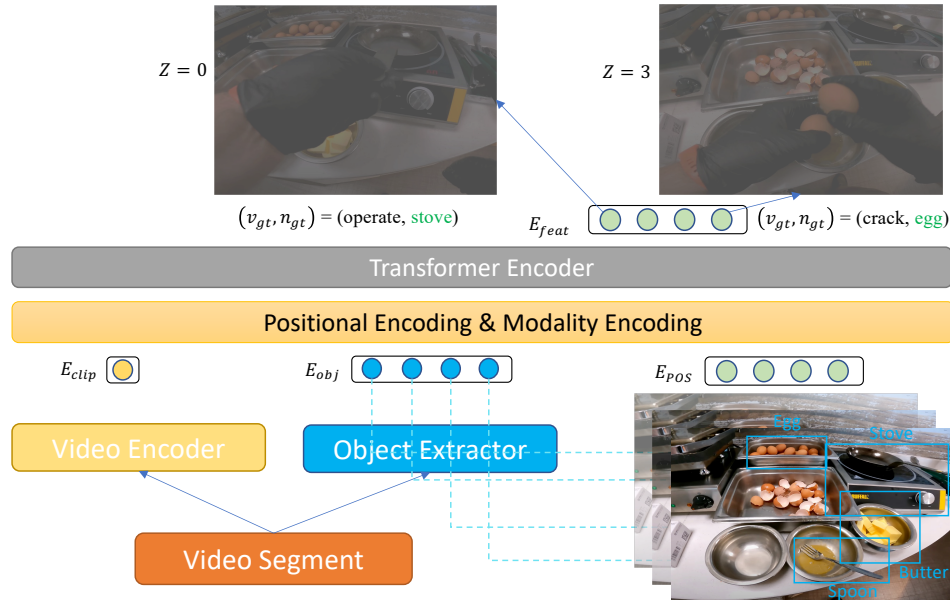 Z = 0
Z = 3
(v_gt, n_gt) = (operate, stove)
E_feat
(v_gt, n_gt) = (crack, egg)
Transformer Encoder
Positional Encoding & Modality Encoding
E_clip
E_obj
E_POS
Video Encoder
Object Extractor
Video Segment
Egg
Stove
Butter
Spoon